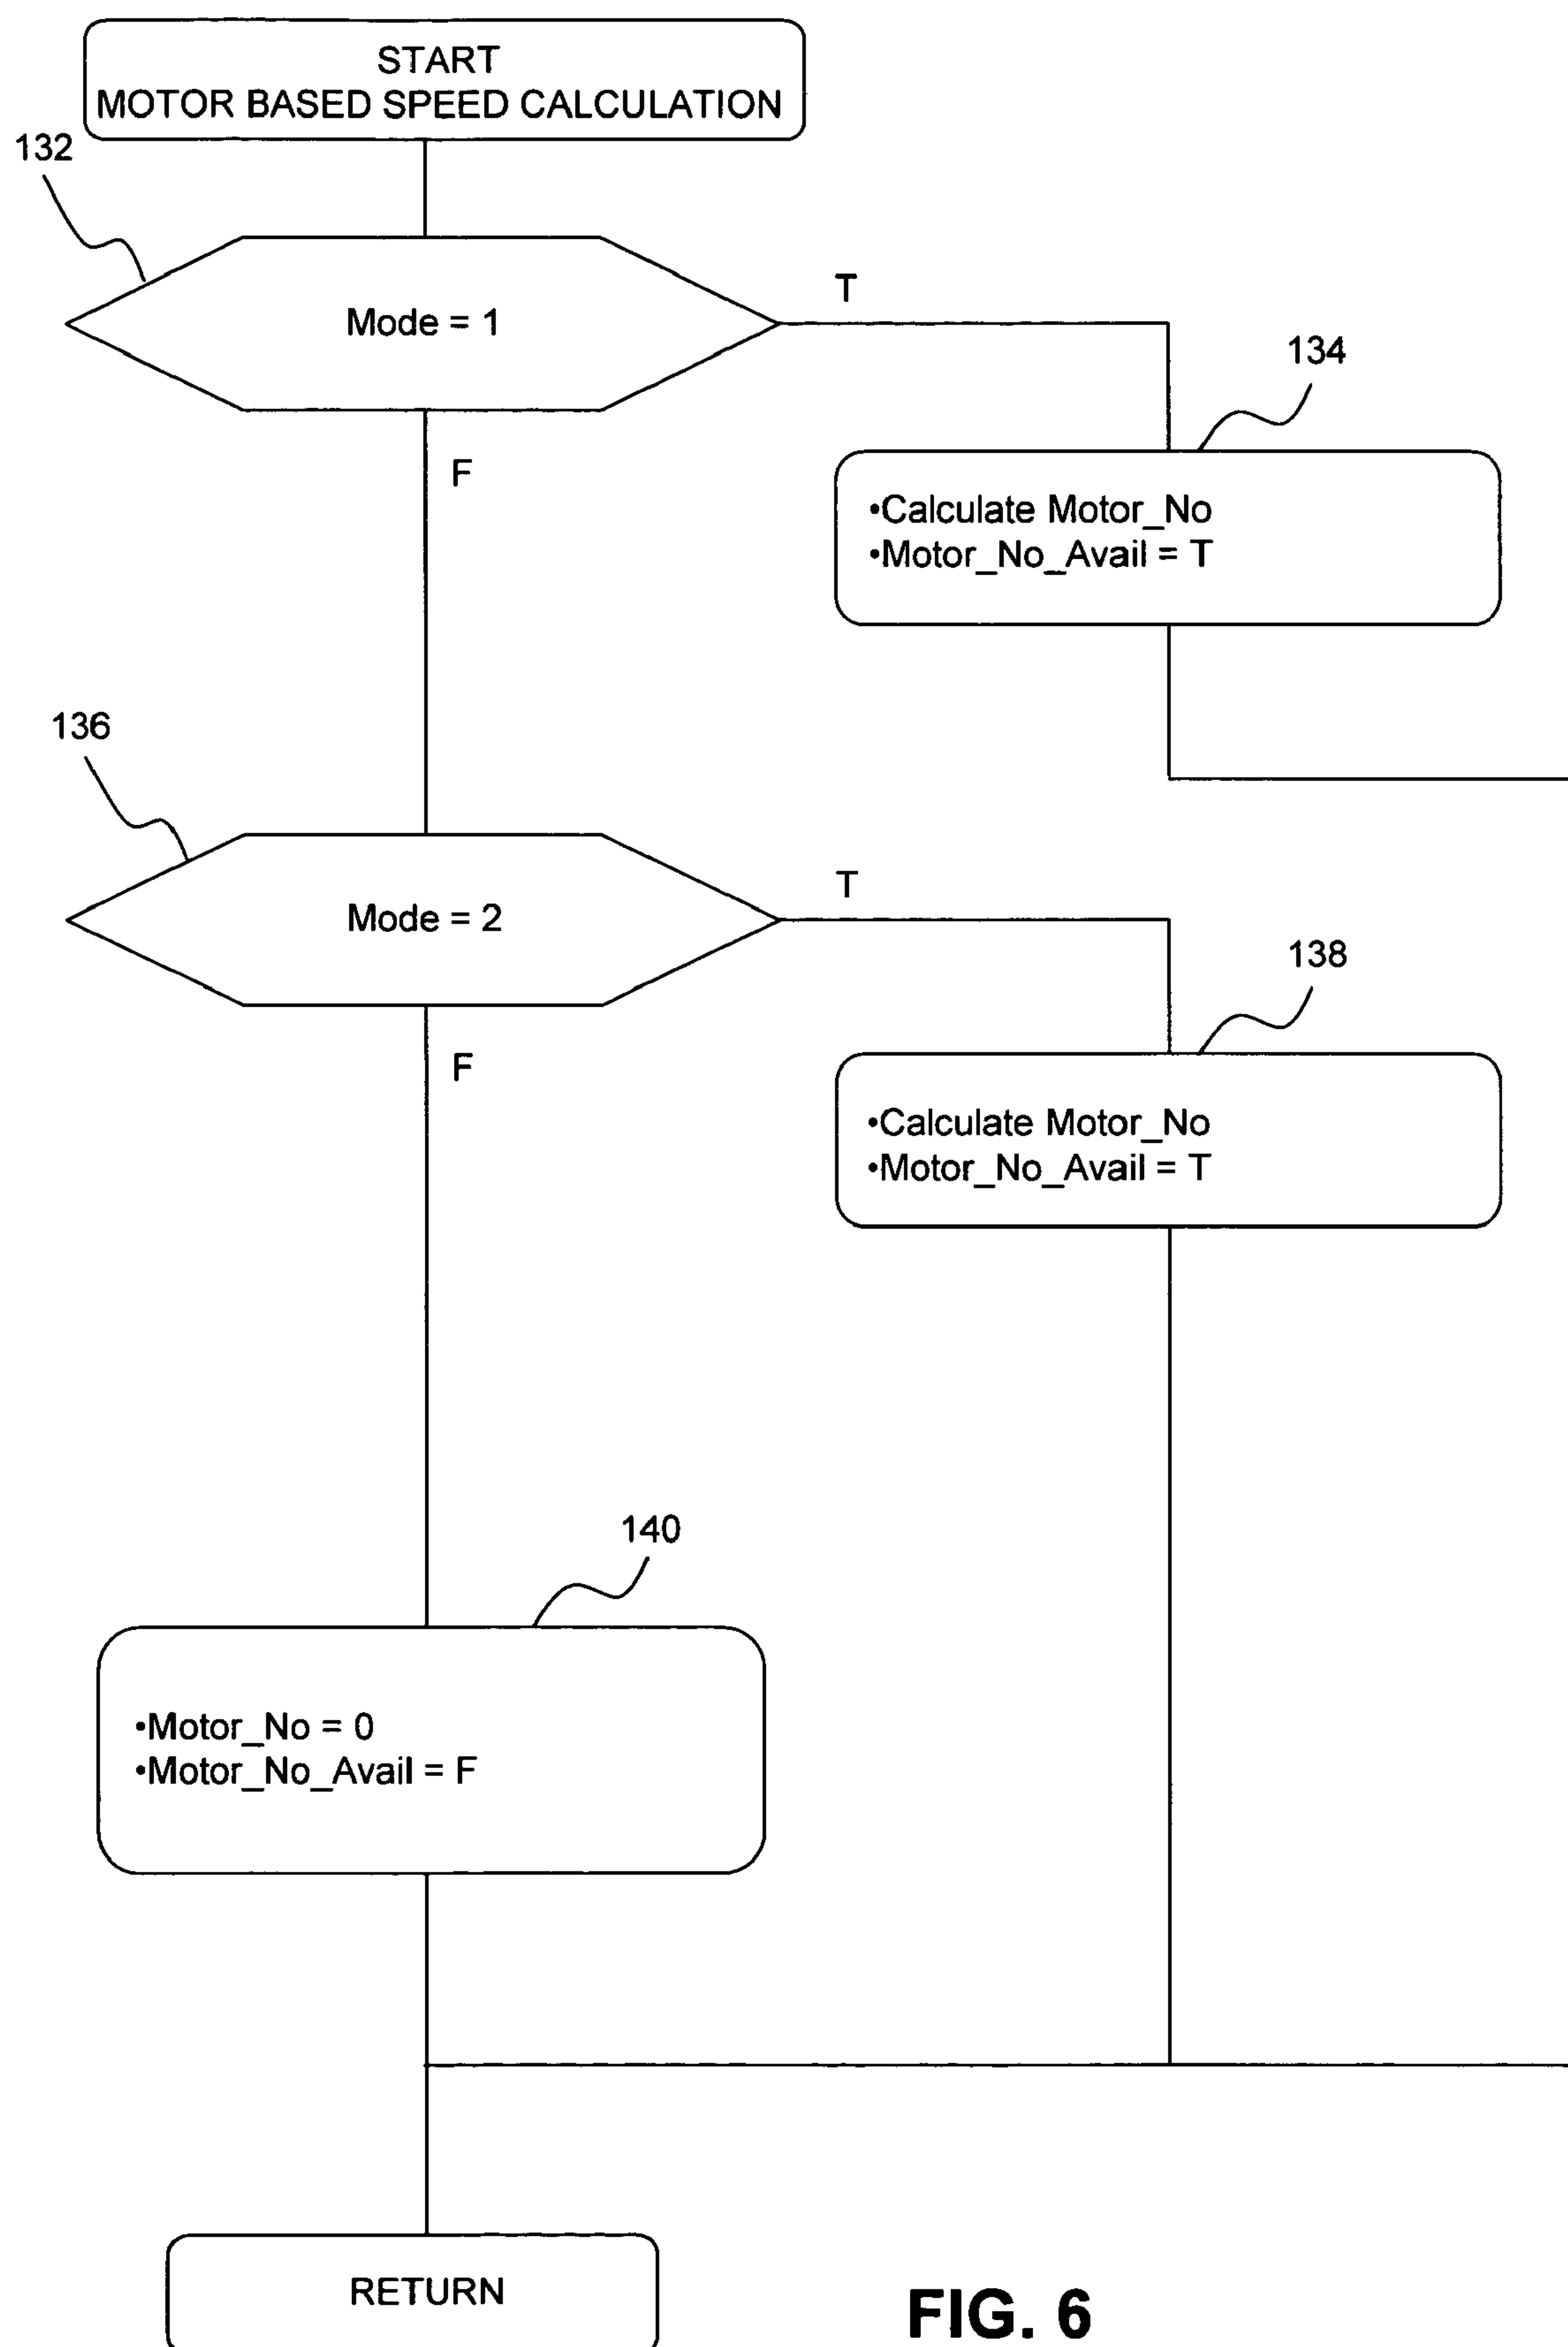 START
MOTOR BASED SPEED CALCULATION
132
Mode = 1
T
134
F
•Calculate Motor_No
•Motor_No_Avail = T
136
Mode = 2
T
138
F
•Calculate Motor_No
•Motor_No_Avail = T
140
•Motor_No = 0
•Motor_No_Avail = F
RETURN
FIG. 6